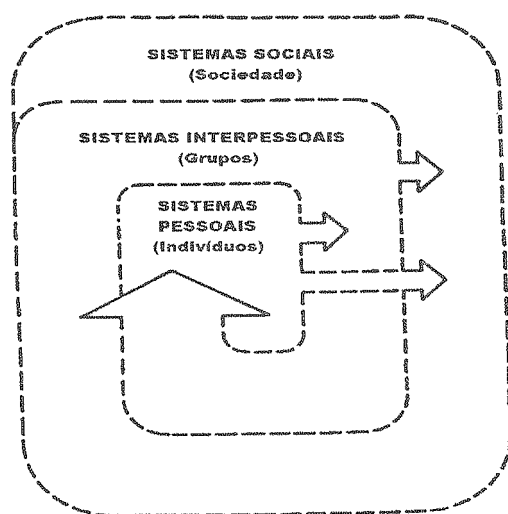 SISTEMAS SOCIAIS
(Sociedade)
SISTEMAS INTERPESSOAIS
(Grupos)
SISTEMAS
PESSOAIS
(Indivíduos)